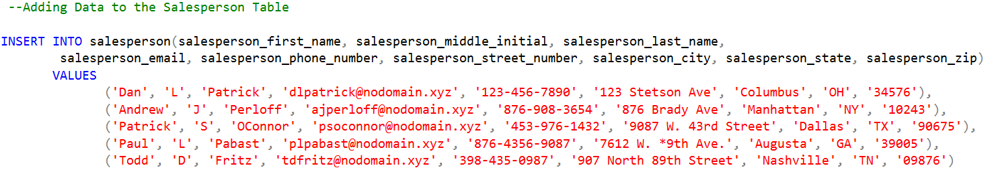 --Adding Data to the Salesperson Table
INSERT INTO salesperson(salesperson_first_name, salesperson_middle_initial, salesperson_last_name,
salesperson_email, salesperson_phone_number, salesperson_street_number, salesperson_city, salesperson_state, salesperson_zip)
VALUES
('Dan', 'L', 'Patrick', 'dlpatrick@nodomain.xyz', '123-456-7890', '123 Stetson Ave', 'Columbus', 'OH', '34576'),
('Andrew', 'J', 'Perloff', 'ajperloff@nodomain.xyz', '876-908-3654', '876 Brady Ave', 'Manhattan', 'NY', '10243'),
('Patrick', 'S', 'OConnor', 'psoconnor@nodomain.xyz', '453-976-1432', '9087 W. 43rd Street', 'Dallas', 'TX', '90675'),
('Paul', 'L', 'Pabast', 'plpabast@nodomain.xyz', '876-4356-9087', '7612 W. *9th Ave.', 'Augusta', 'GA', '39005'),
('Todd', 'D', 'Fritz', 'tdfritz@nodomain.xyz', '398-435-0987', '907 North 89th Street', 'Nashville', 'TN', '09876')